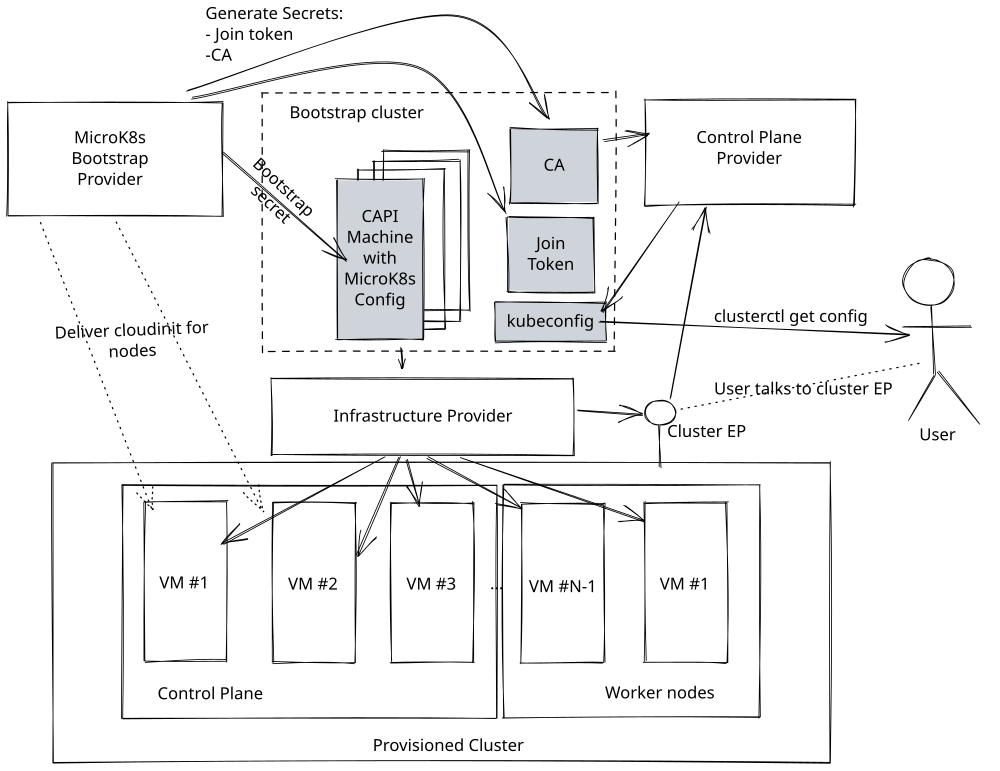 Generate Secrets:
- Join token
-CA
Bootstrap cluster
MicroK8s
Bootstrap
Provider
Bootstrap
secret
CA
Control Plane
Provider
CAPI
Machine
with
MicroK8s
Config
Join
Token
kubeconfig
clusterctl get config
Deliver cloudinit for
nodes
User talks to cluster EP
Infrastructure Provider
Cluster EP
User
VM #1
VM #2
VM #3
...
VM #N-1
VM #1
Control Plane
Worker nodes
Provisioned Cluster